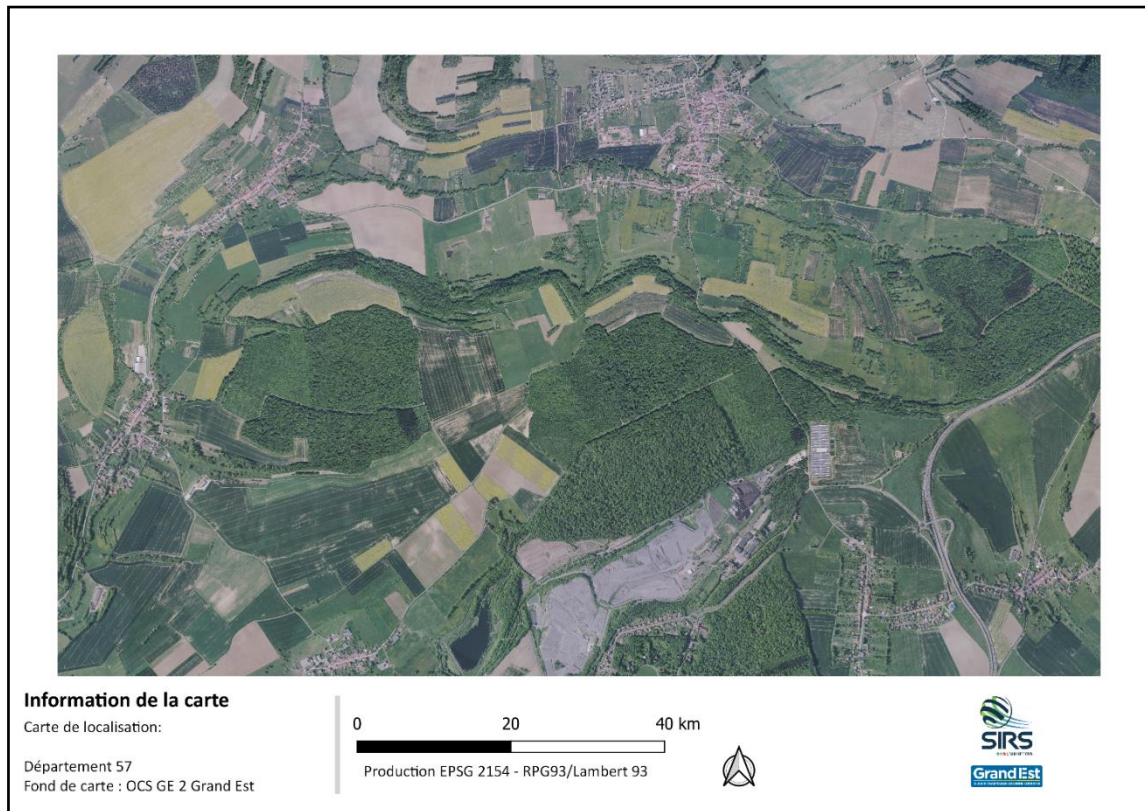 Information de la carte
Carte de localisation:
Département 57
Fond de carte : OCS GE 2 Grand Est
0 20 40 km
Production EPSG 2154 - RPG93/Lambert 93
SIRS
Grand Est